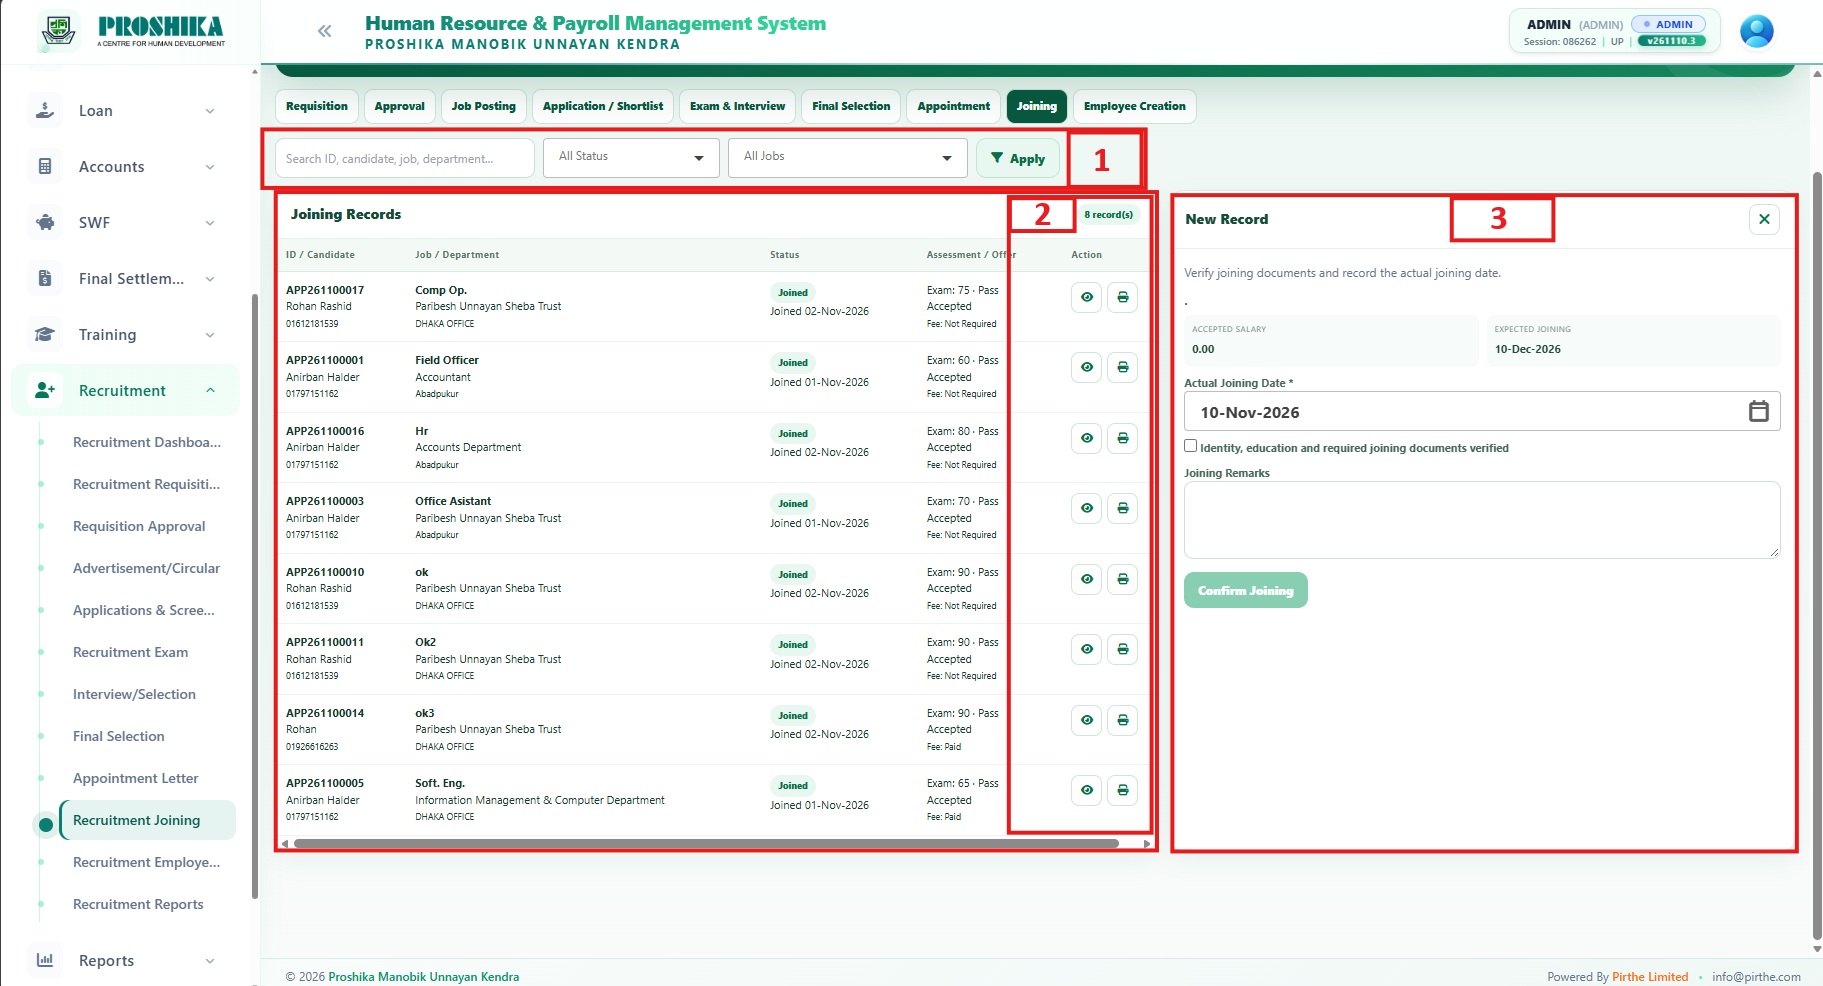 PROSHIKA
A CENTRE FOR HUMAN DEVELOPMENT
Human Resource & Payroll Management System
PROSHIKA MANOBIK UNNAYAN KENDRA
ADMIN (ADMIN) ADMIN
Session: 086262 | UP | v261110.3
Loan
Accounts
SWF
Final Settlem...
Training
Recruitment
Recruitment Dashboa...
Recruitment Requisiti...
Requisition Approval
Advertisement/Circular
Applications & Scree...
Recruitment Exam
Interview/Selection
Final Selection
Appointment Letter
Recruitment Joining
Recruitment Employe...
Recruitment Reports
Reports
Requisition Approval Job Posting Application / Shortlist Exam & Interview Final Selection Appointment Joining Employee Creation
Search ID, candidate, job, department... All Status All Jobs Apply 1
Joining Records 2 8 record(s)
ID / Candidate Job / Department Status Assessment / Offer Action
APP261100017 Comp Op. Joined Exam: 75 · Pass
Rohan Rashid Paribesh Unnayan Sheba Trust Joined 02-Nov-2026 Accepted
01612181539 DHAKA OFFICE Fee: Not Required
APP261100001 Field Officer Joined Exam: 60 · Pass
Anirban Halder Accountant Joined 01-Nov-2026 Accepted
01797151162 Abadpukur Fee: Not Required
APP261100016 Hr Joined Exam: 80 · Pass
Anirban Halder Accounts Department Joined 02-Nov-2026 Accepted
01797151162 Abadpukur Fee: Not Required
APP261100003 Office Asistant Joined Exam: 70 · Pass
Anirban Halder Paribesh Unnayan Sheba Trust Joined 01-Nov-2026 Accepted
01797151162 Abadpukur Fee: Not Required
APP261100010 ok Joined Exam: 90 · Pass
Rohan Rashid Paribesh Unnayan Sheba Trust Joined 02-Nov-2026 Accepted
01612181539 DHAKA OFFICE Fee: Not Required
APP261100011 Ok2 Joined Exam: 90 · Pass
Rohan Rashid Paribesh Unnayan Sheba Trust Joined 02-Nov-2026 Accepted
01612181539 DHAKA OFFICE Fee: Not Required
APP261100014 ok3 Joined Exam: 90 · Pass
Rohan Paribesh Unnayan Sheba Trust Joined 02-Nov-2026 Accepted
01926616263 DHAKA OFFICE Fee: Paid
APP261100005 Soft. Eng. Joined Exam: 65 · Pass
Anirban Halder Information Management & Computer Department Joined 01-Nov-2026 Accepted
01797151162 DHAKA OFFICE Fee: Paid
New Record 3
Verify joining documents and record the actual joining date.
.
ACCEPTED SALARY EXPECTED JOINING
0.00 10-Dec-2026
Actual Joining Date *
10-Nov-2026
Identity, education and required joining documents verified
Joining Remarks
Confirm Joining
© 2026 Proshika Manobik Unnayan Kendra
Powered By Pirthe Limited • info@pirthe.com